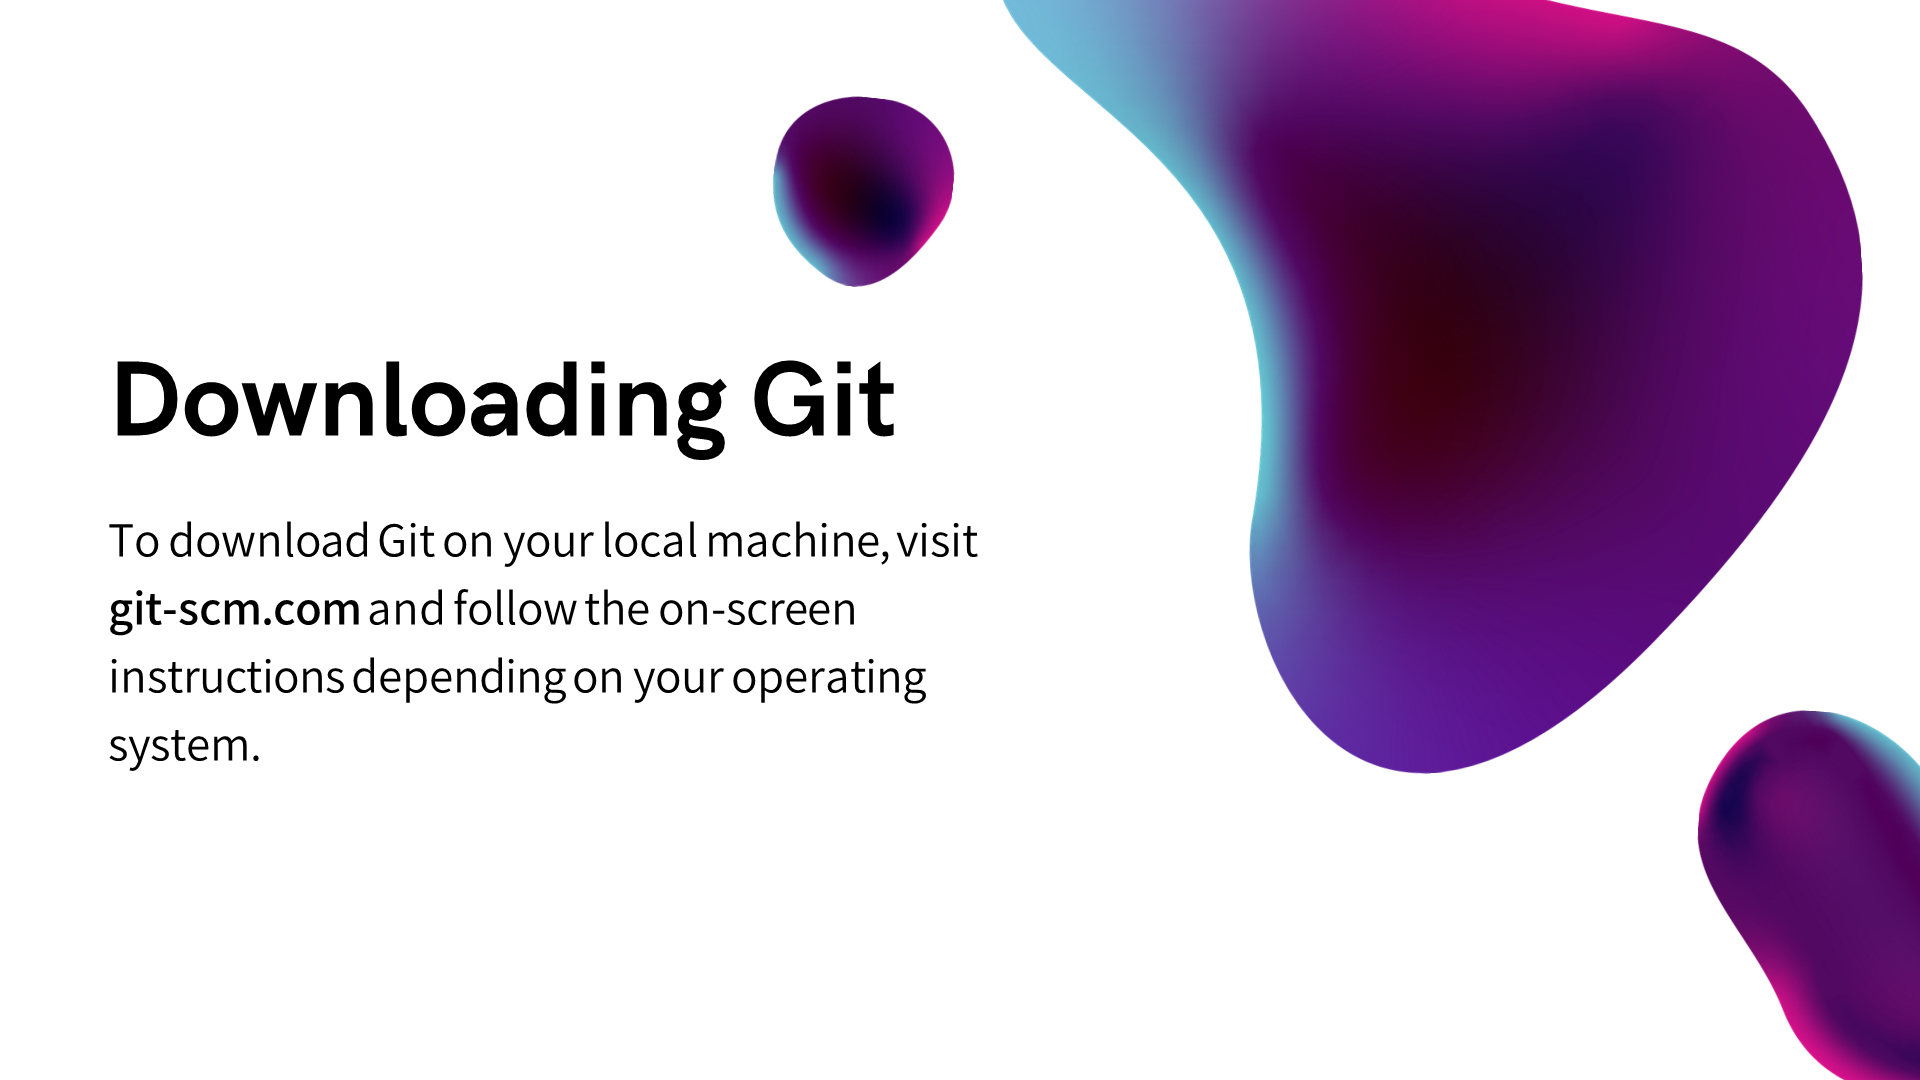 Downloading Git
To download Git on your local machine, visit
git-scm.com and follow the on-screen
instructions depending on your operating
system.